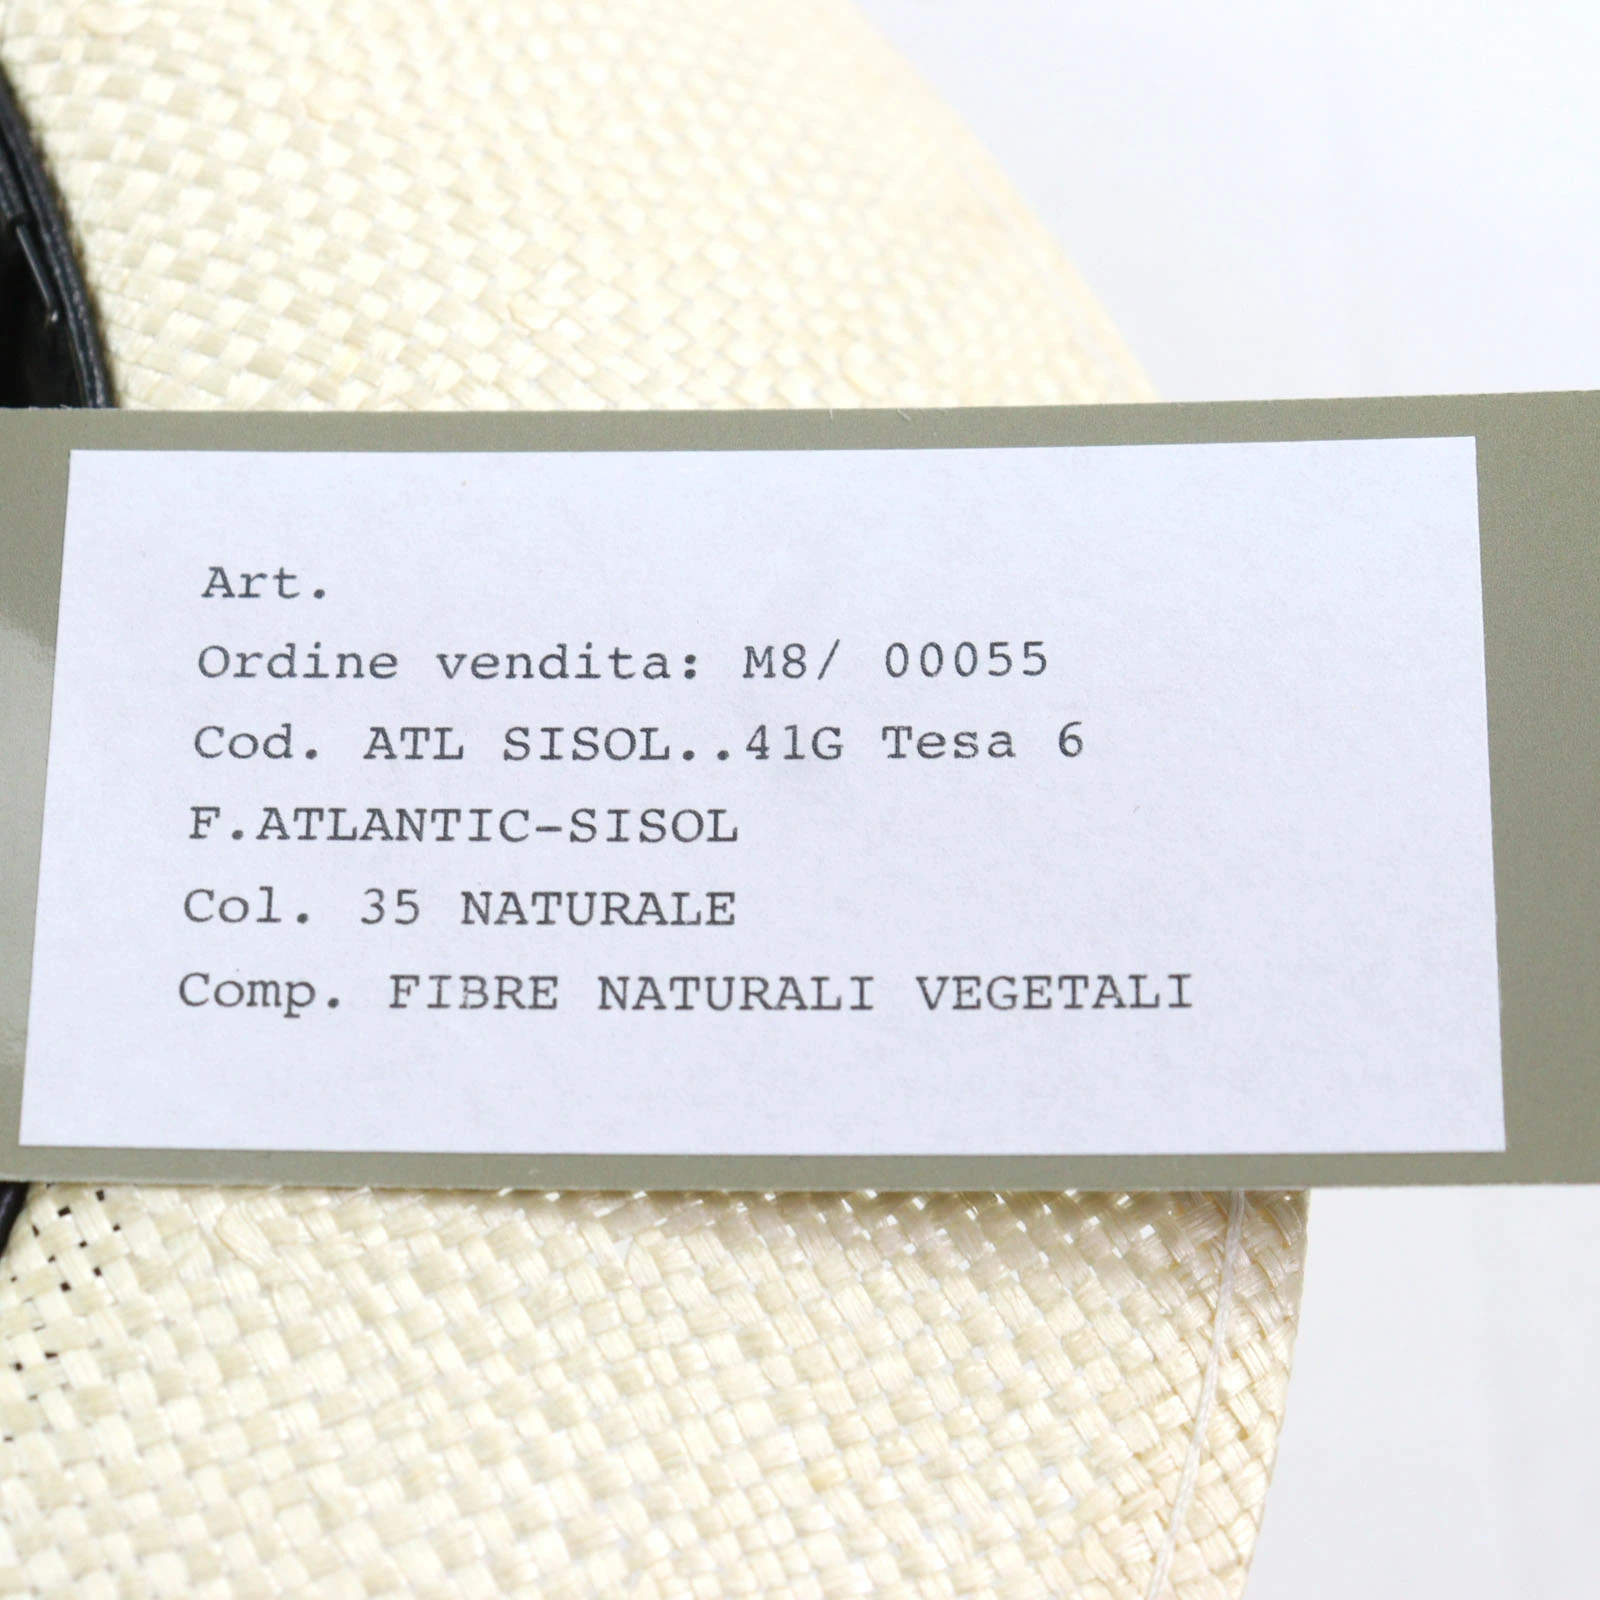 Art.
Ordine vendita: M8/ 00055
Cod. ATL SISOL..41G Tesa 6
F.ATLANTIC-SISOL
Col. 35 NATURALE
Comp. FIBRE NATURALI VEGETALI